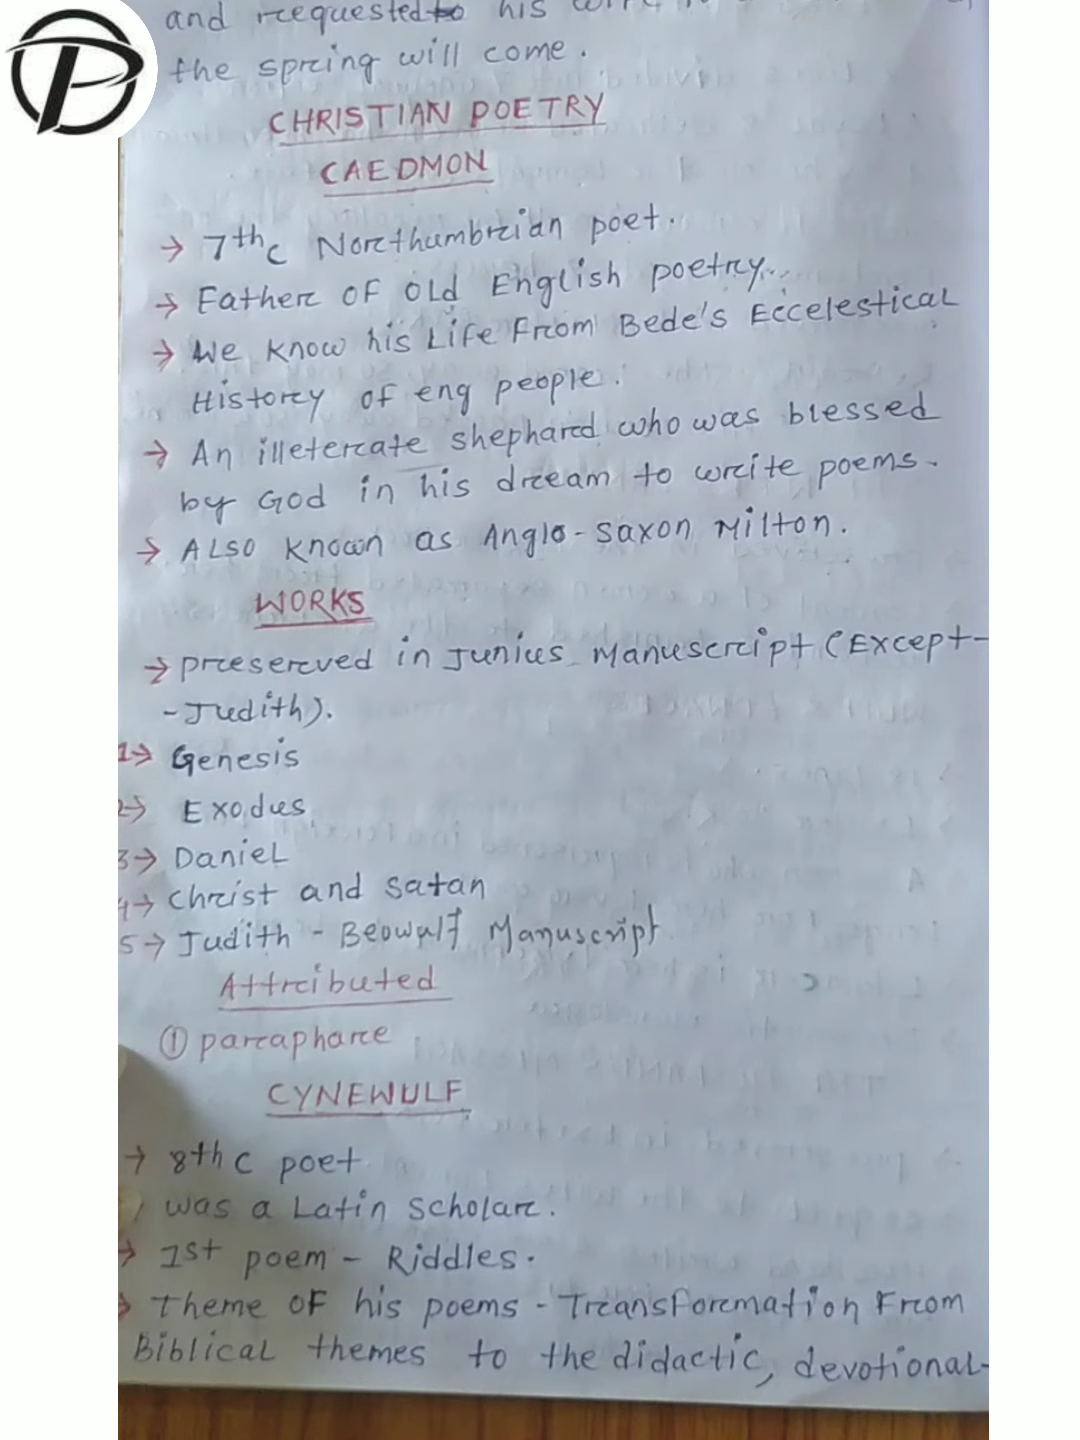 and requested to his
the spring will come.
CHRISTIAN POETRY
CAEDMON
→ 7th c Northumbrian poet.
→ Father OF OLd English poetry.
→ We know his Life From Bede's Eccelestical
History of eng people.
→ An illeterate shephard who was blessed
by God in his dream to write poems.
→ ALSO known as Anglo-Saxon Milton.
WORKS
→ preserved in Junius Manuscript (Except-
-Judith).
1→ Genesis
2→ Exodus
3→ DanieL
4→ christ and satan
5→ Judith - Beowulf Manuscript
Attributed
① paraphare
CYNEWULF
→ 8th c poet
was a Latin scholar.
→ 1st poem - Riddles.
→ theme OF his poems - Transformation From
BiblicaL themes to the didactic, devotional-